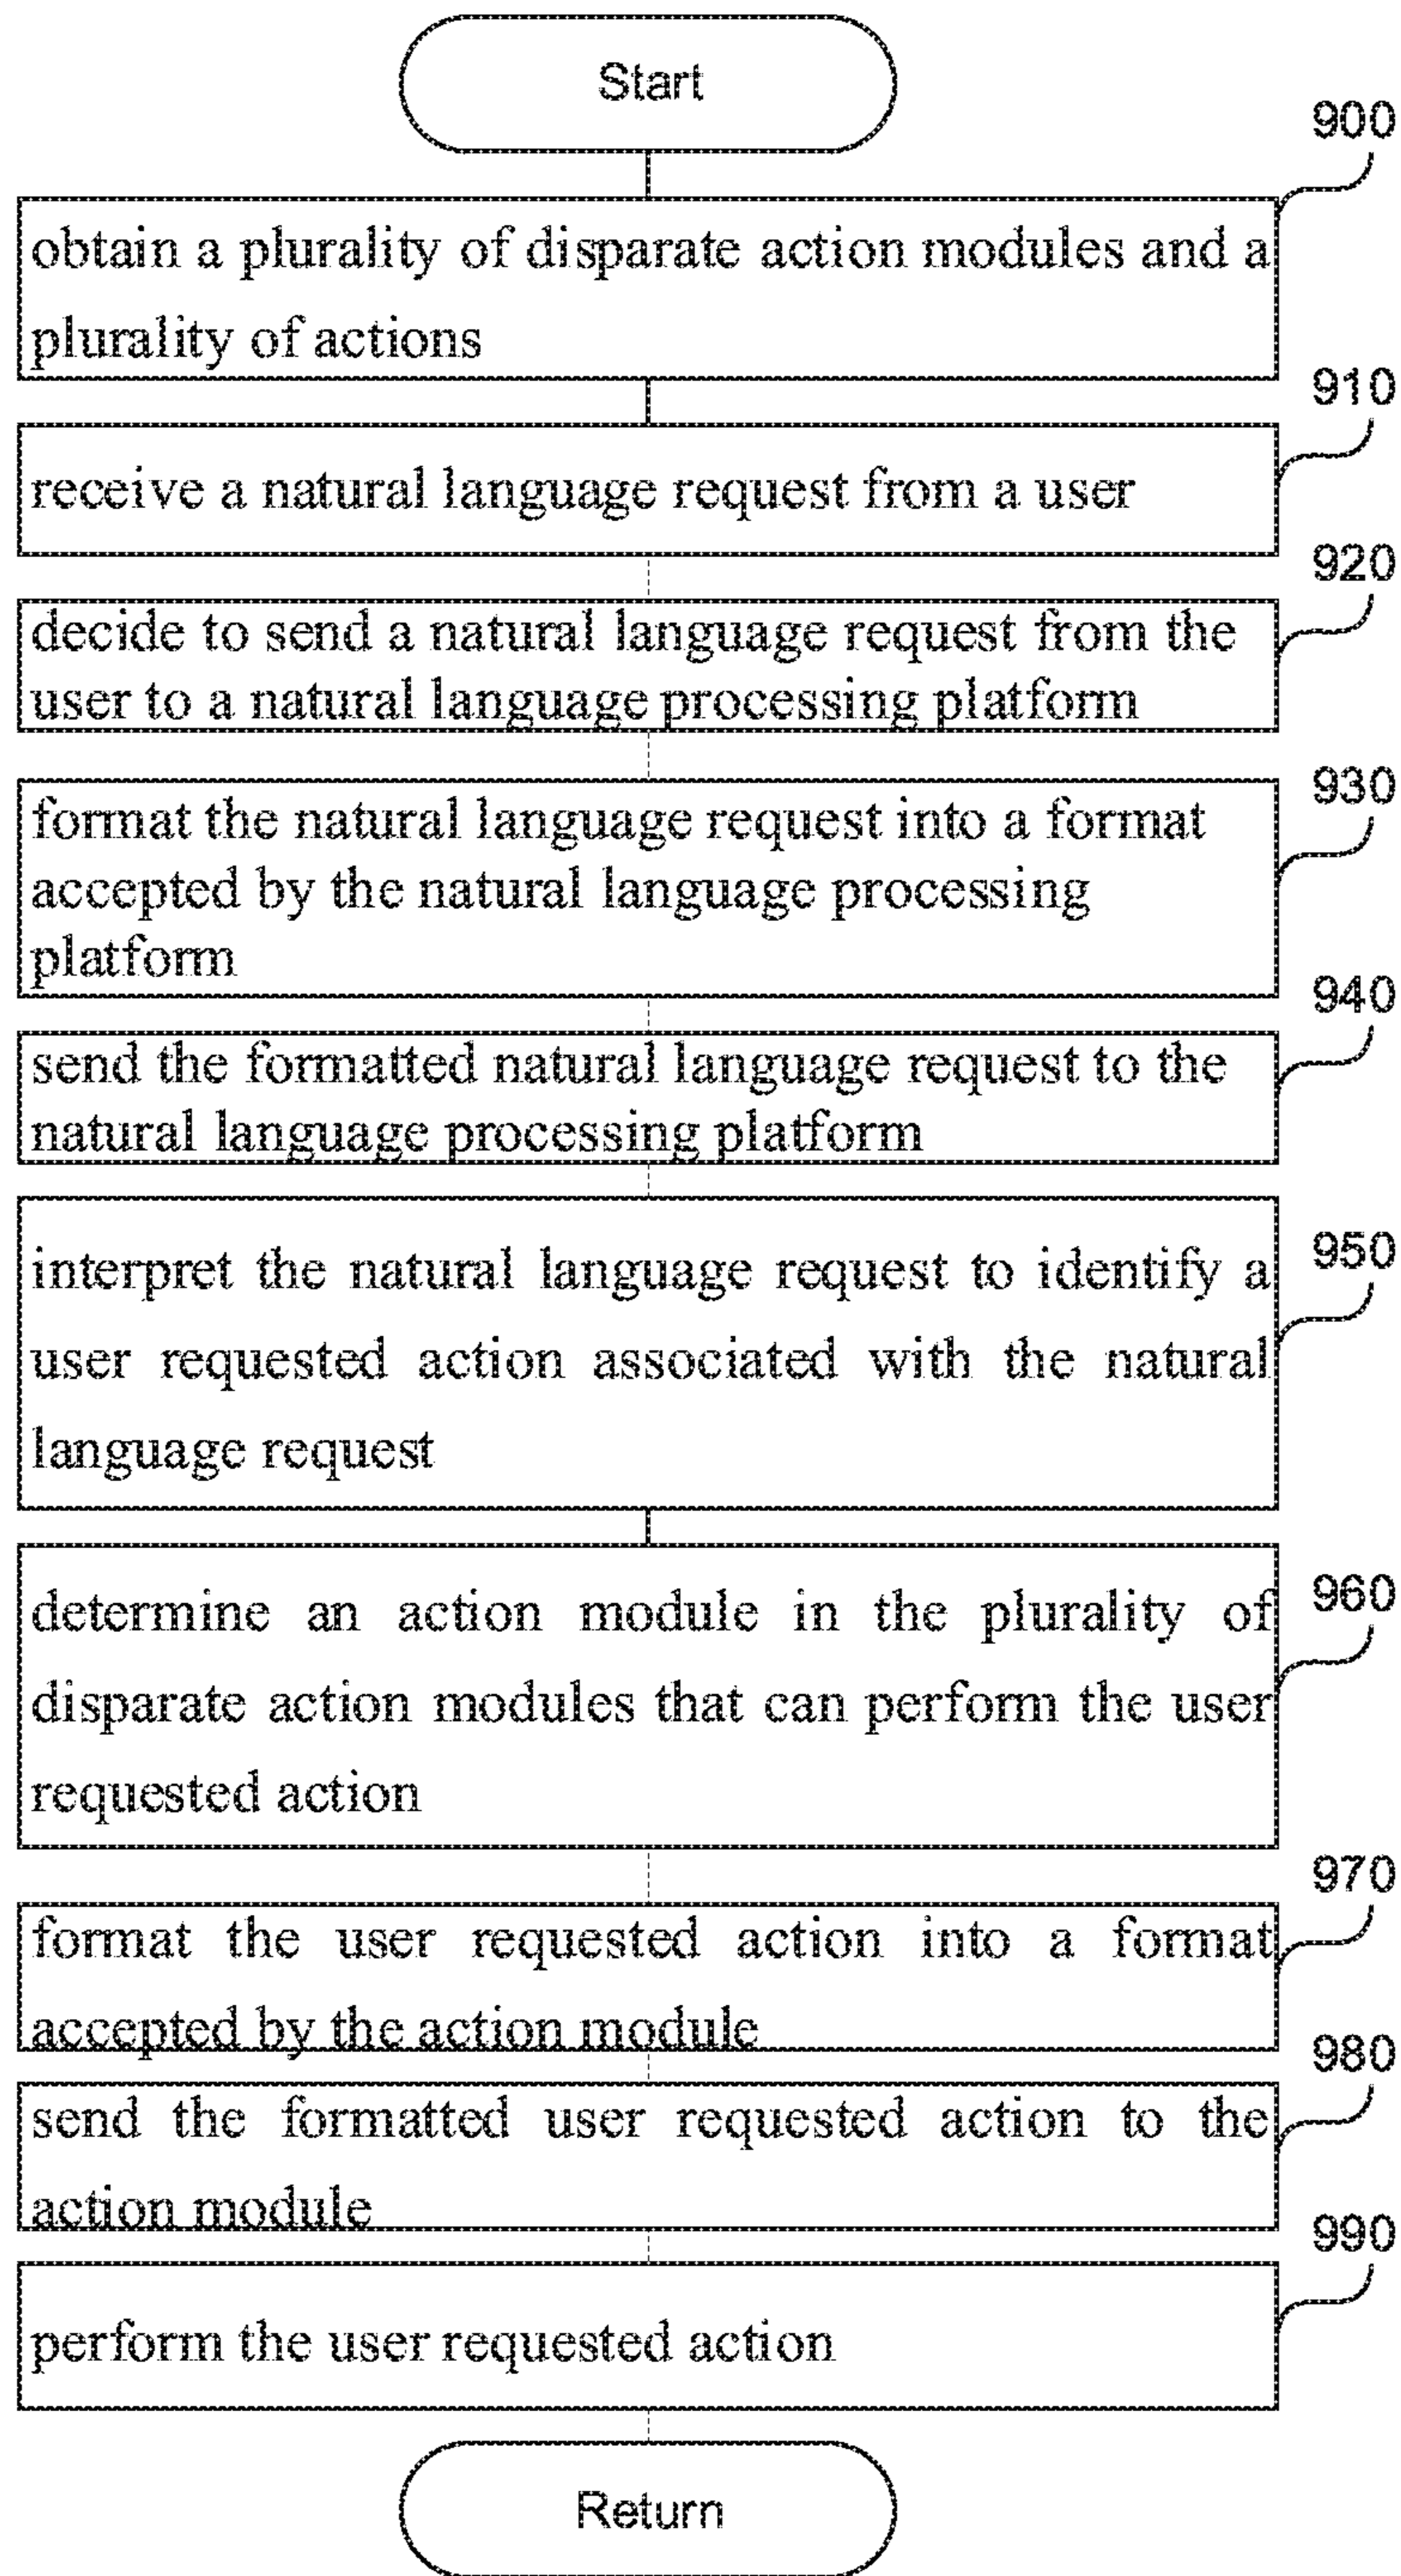 Start
900
obtain a plurality of disparate action modules and a
plurality of actions
910
receive a natural language request from a user
920
decide to send a natural language request from the
user to a natural language processing platform
930
format the natural language request into a format
accepted by the natural language processing
platform
940
send the formatted natural language request to the
natural language processing platform
950
interpret the natural language request to identify a
user requested action associated with the natural
language request
960
determine an action module in the plurality of
disparate action modules that can perform the user
requested action
970
format the user requested action into a format
accepted by the action module
980
send the formatted user requested action to the
action module
990
perform the user requested action
Return